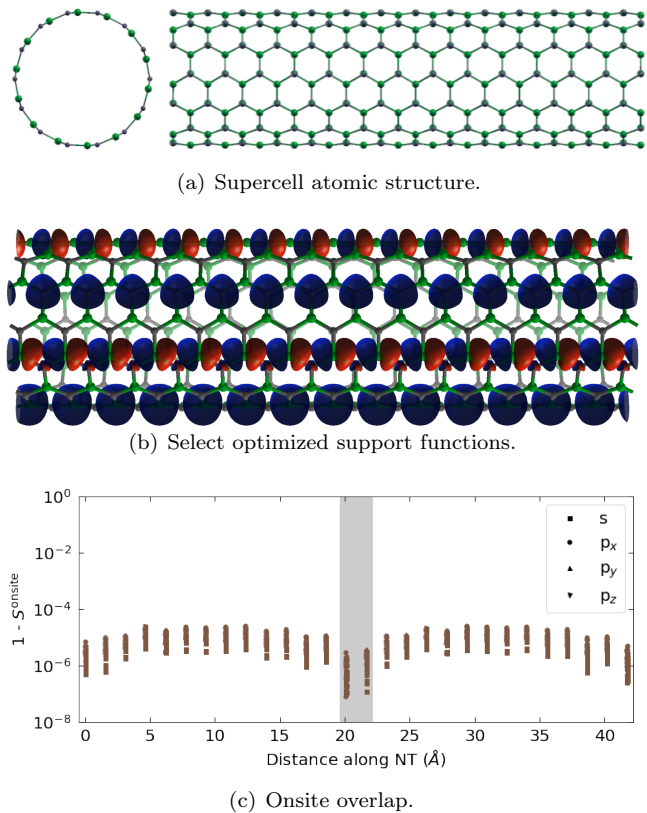 (a) Supercell atomic structure.
(b) Select optimized support functions.
1 - S^onsite
10^0
10^-2
10^-4
10^-6
10^-8
s
p_x
p_y
p_z
0 5 10 15 20 25 30 35 40
Distance along NT (Å)
(c) Onsite overlap.